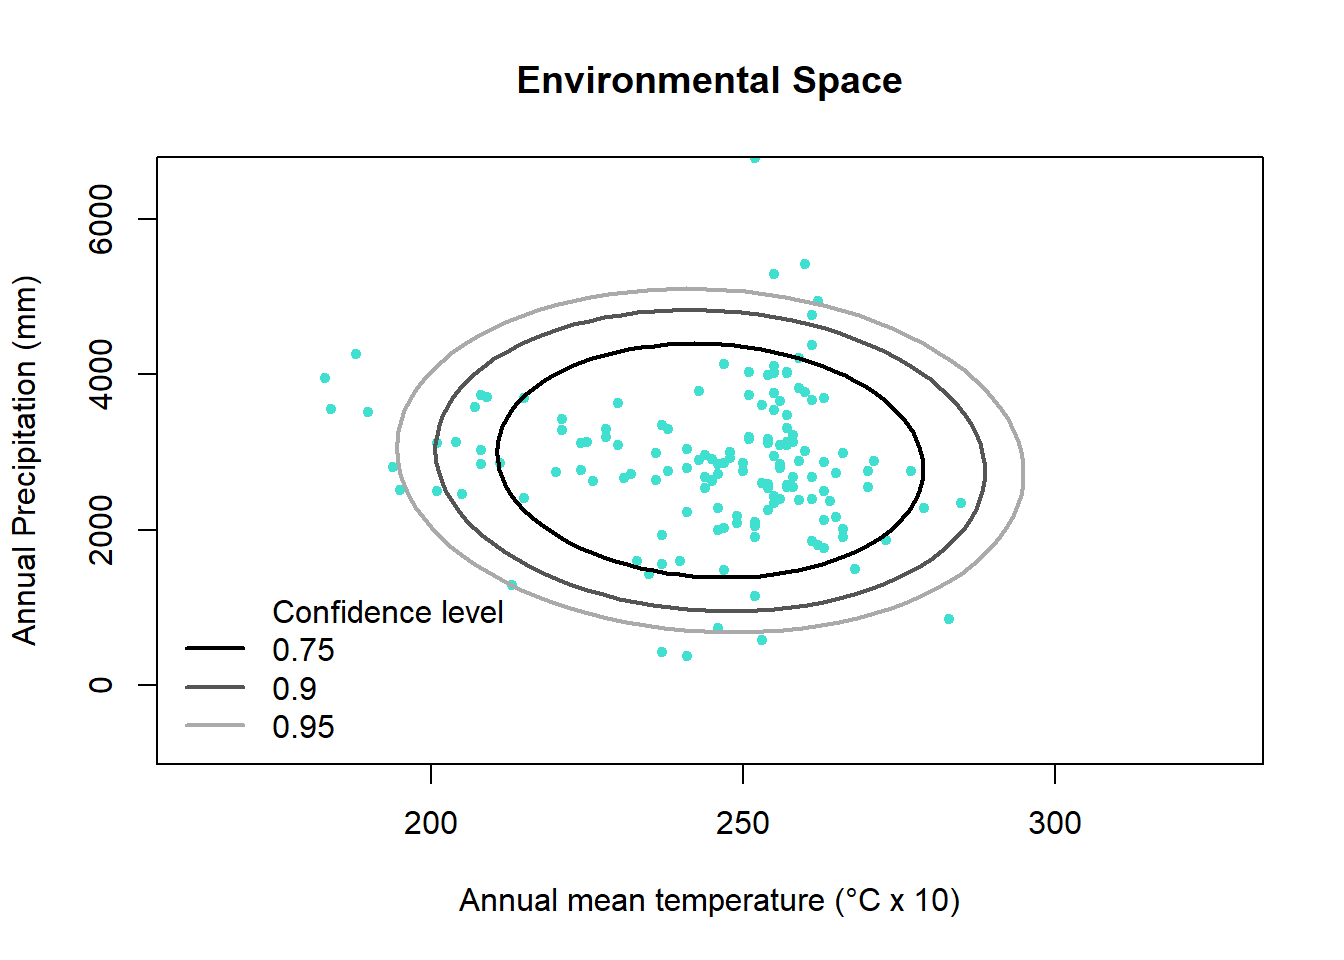 Environmental Space
Annual Precipitation (mm)
6000
4000
2000
0
Confidence level
0.75
0.9
0.95
200 250 300
Annual mean temperature (°C x 10)